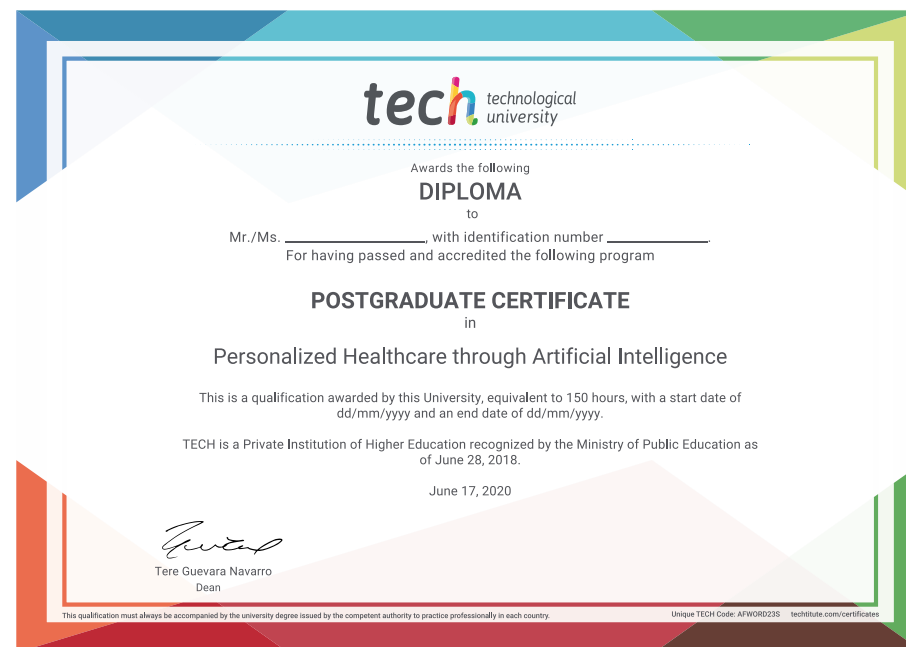 tech technological
university
Awards the following
DIPLOMA
to
Mr./Ms. ____________________, with identification number ______________.
For having passed and accredited the following program
POSTGRADUATE CERTIFICATE
in
Personalized Healthcare through Artificial Intelligence
This is a qualification awarded by this University, equivalent to 150 hours, with a start date of
dd/mm/yyyy and an end date of dd/mm/yyyy.
TECH is a Private Institution of Higher Education recognized by the Ministry of Public Education as
of June 28, 2018.
June 17, 2020
Tere Guevara Navarro
Dean
This qualification must always be accompanied by the university degree issued by the competent authority to practice professionally in each country.
Unique TECH Code: AFWORD23S techtitute.com/certificates